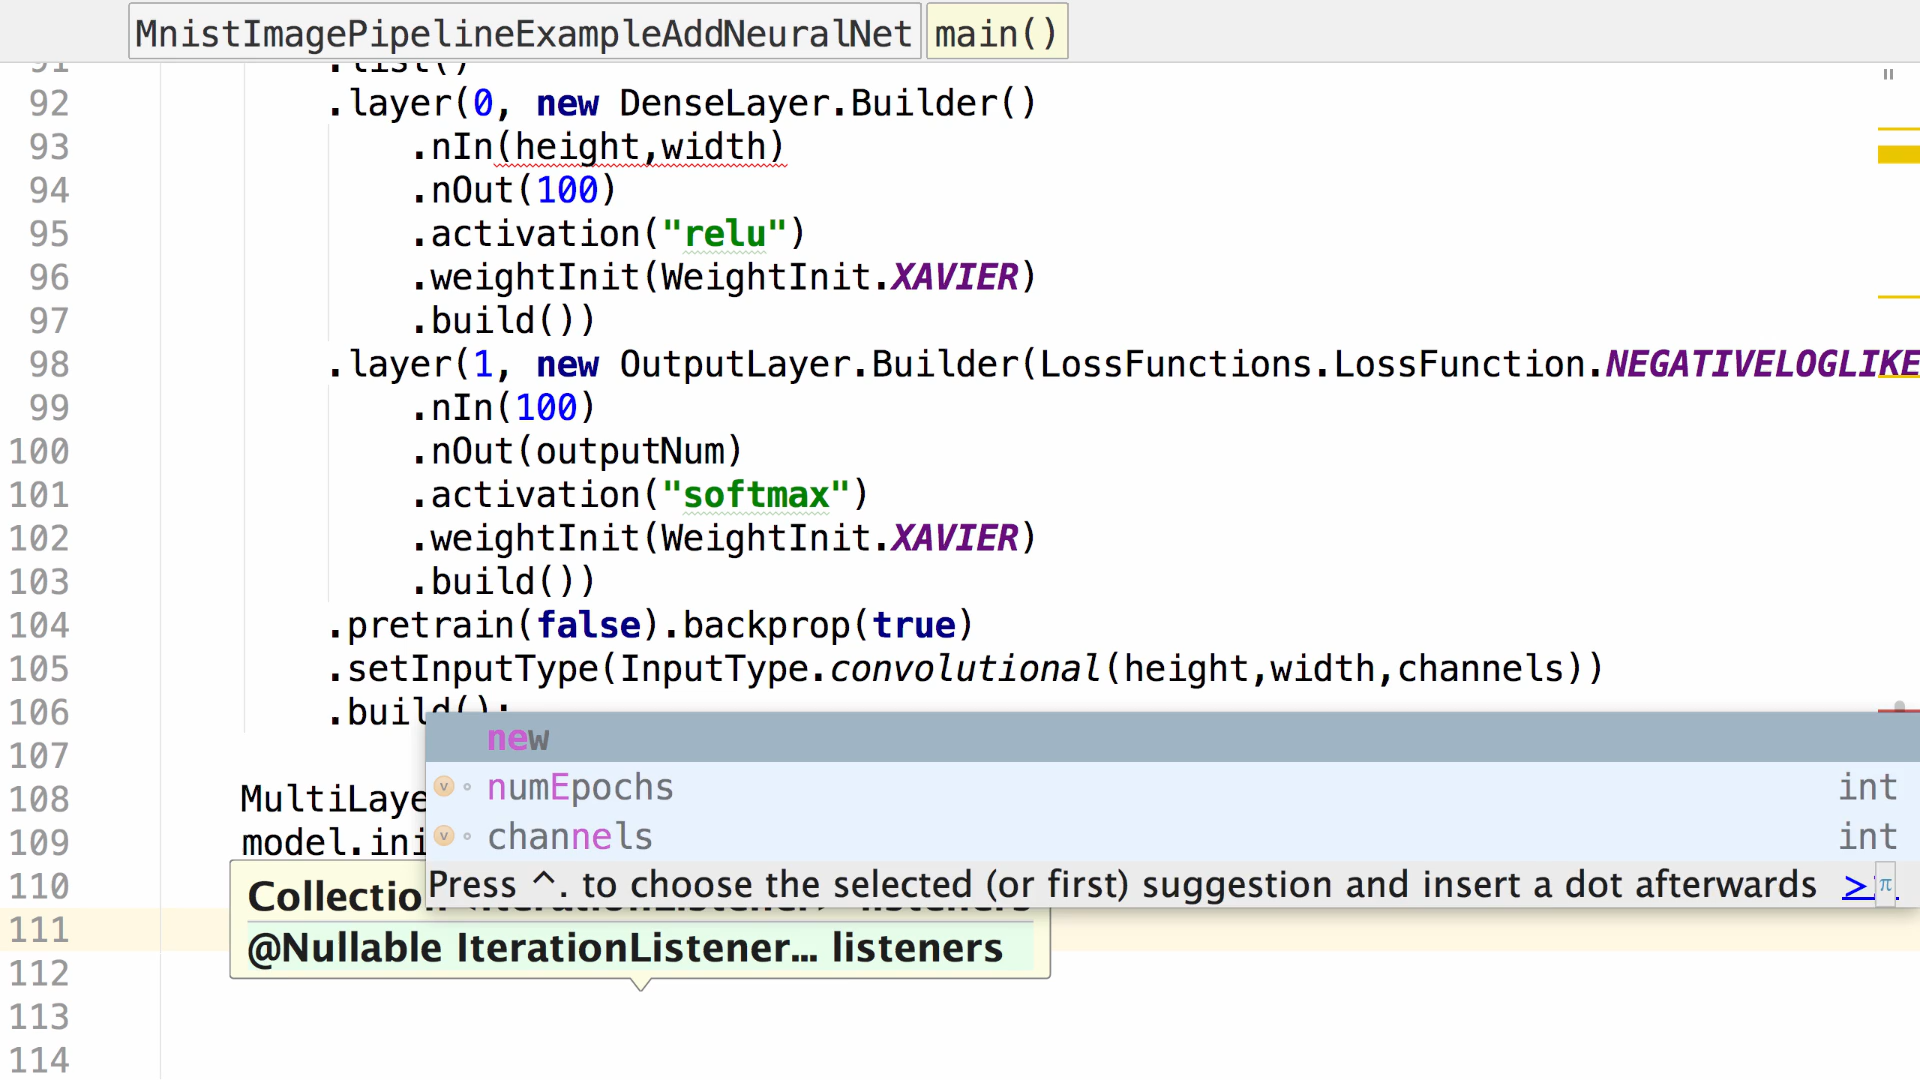 MnistImagePipelineExampleAddNeuralNet main()
91 .list()
92 .layer(0, new DenseLayer.Builder()
93 .nIn(height,width)
94 .nOut(100)
95 .activation("relu")
96 .weightInit(WeightInit.XAVIER)
97 .build())
98 .layer(1, new OutputLayer.Builder(LossFunctions.LossFunction.NEGATIVELOGLIKE
99 .nIn(100)
100 .nOut(outputNum)
101 .activation("softmax")
102 .weightInit(WeightInit.XAVIER)
103 .build())
104 .pretrain(false).backprop(true)
105 .setInputType(InputType.convolutional(height,width,channels))
106 .build();
107 new
108 MultiLaye numEpochs int
109 model.ini channels int
110 Collectio Press ^. to choose the selected (or first) suggestion and insert a dot afterwards >> π
111 @Nullable IterationListener... listeners
112
113
114